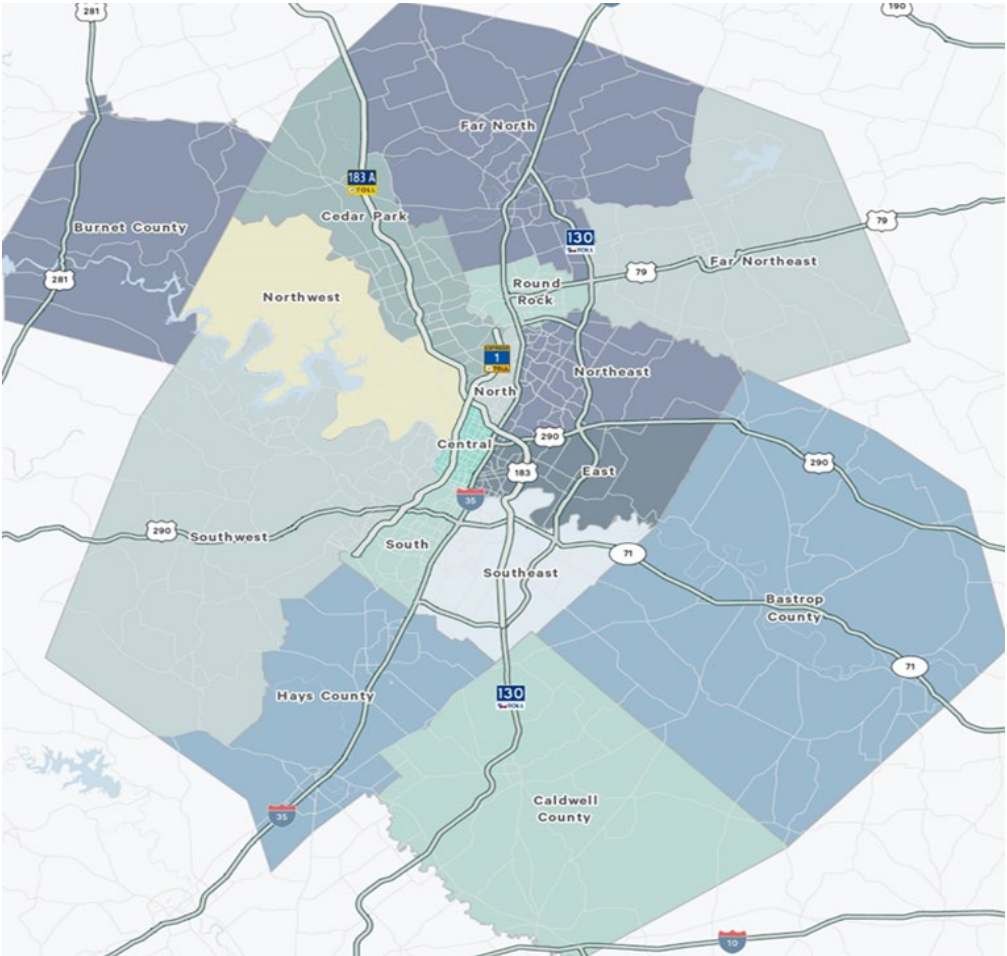 281
190
Far North
183 A
TOLL
Cedar Park
79
Burnet County
130
TOLL
Far Northeast
79
281
Round
Rock
Northwest
EXPRESS
1
TOLL
Northeast
North
290
Central
290
East
183
35
290
Southwest
South
71
Southeast
Bastrop
County
71
Hays County
130
TOLL
35
Caldwell
County
10